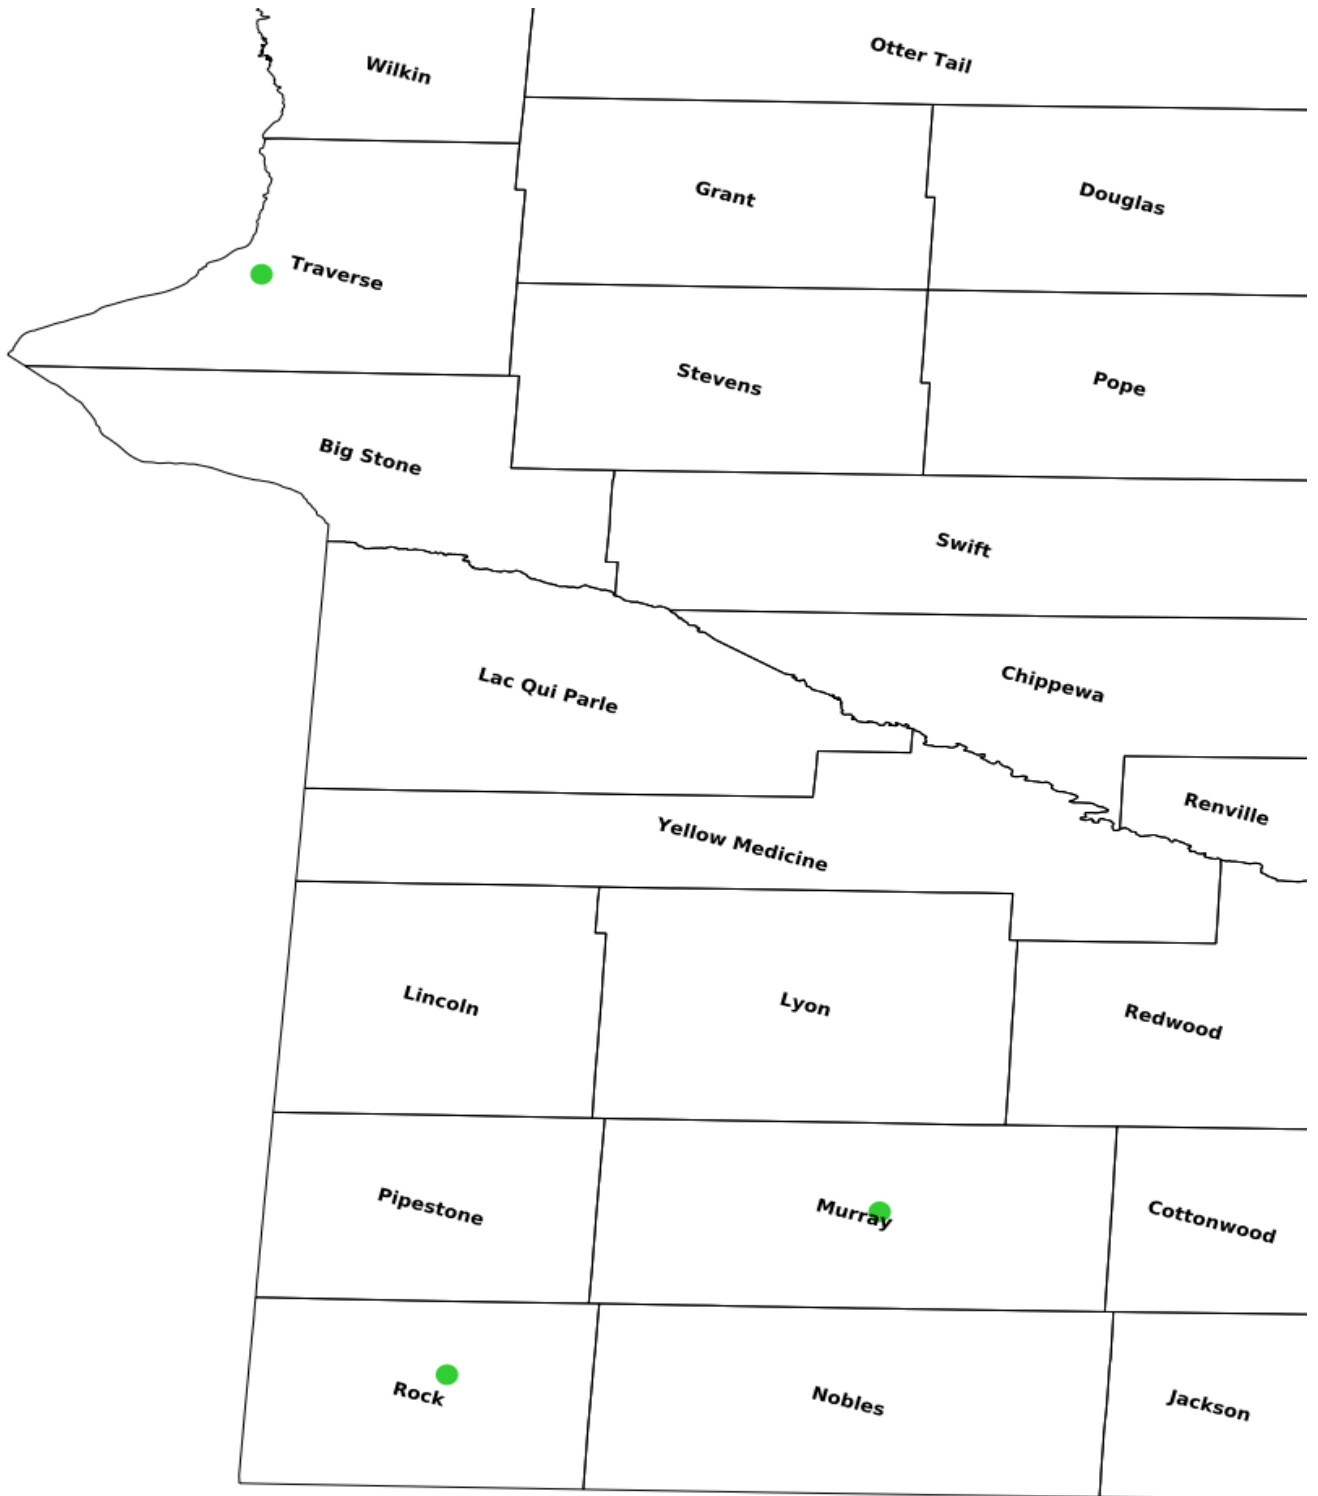 Otter Tail
Wilkin
Grant
Douglas
Traverse
Stevens
Pope
Big Stone
Swift
Lac Qui Parle
Chippewa
Renville
Yellow Medicine
Lincoln
Lyon
Redwood
Pipestone
Murray
Cottonwood
Rock
Nobles
Jackson